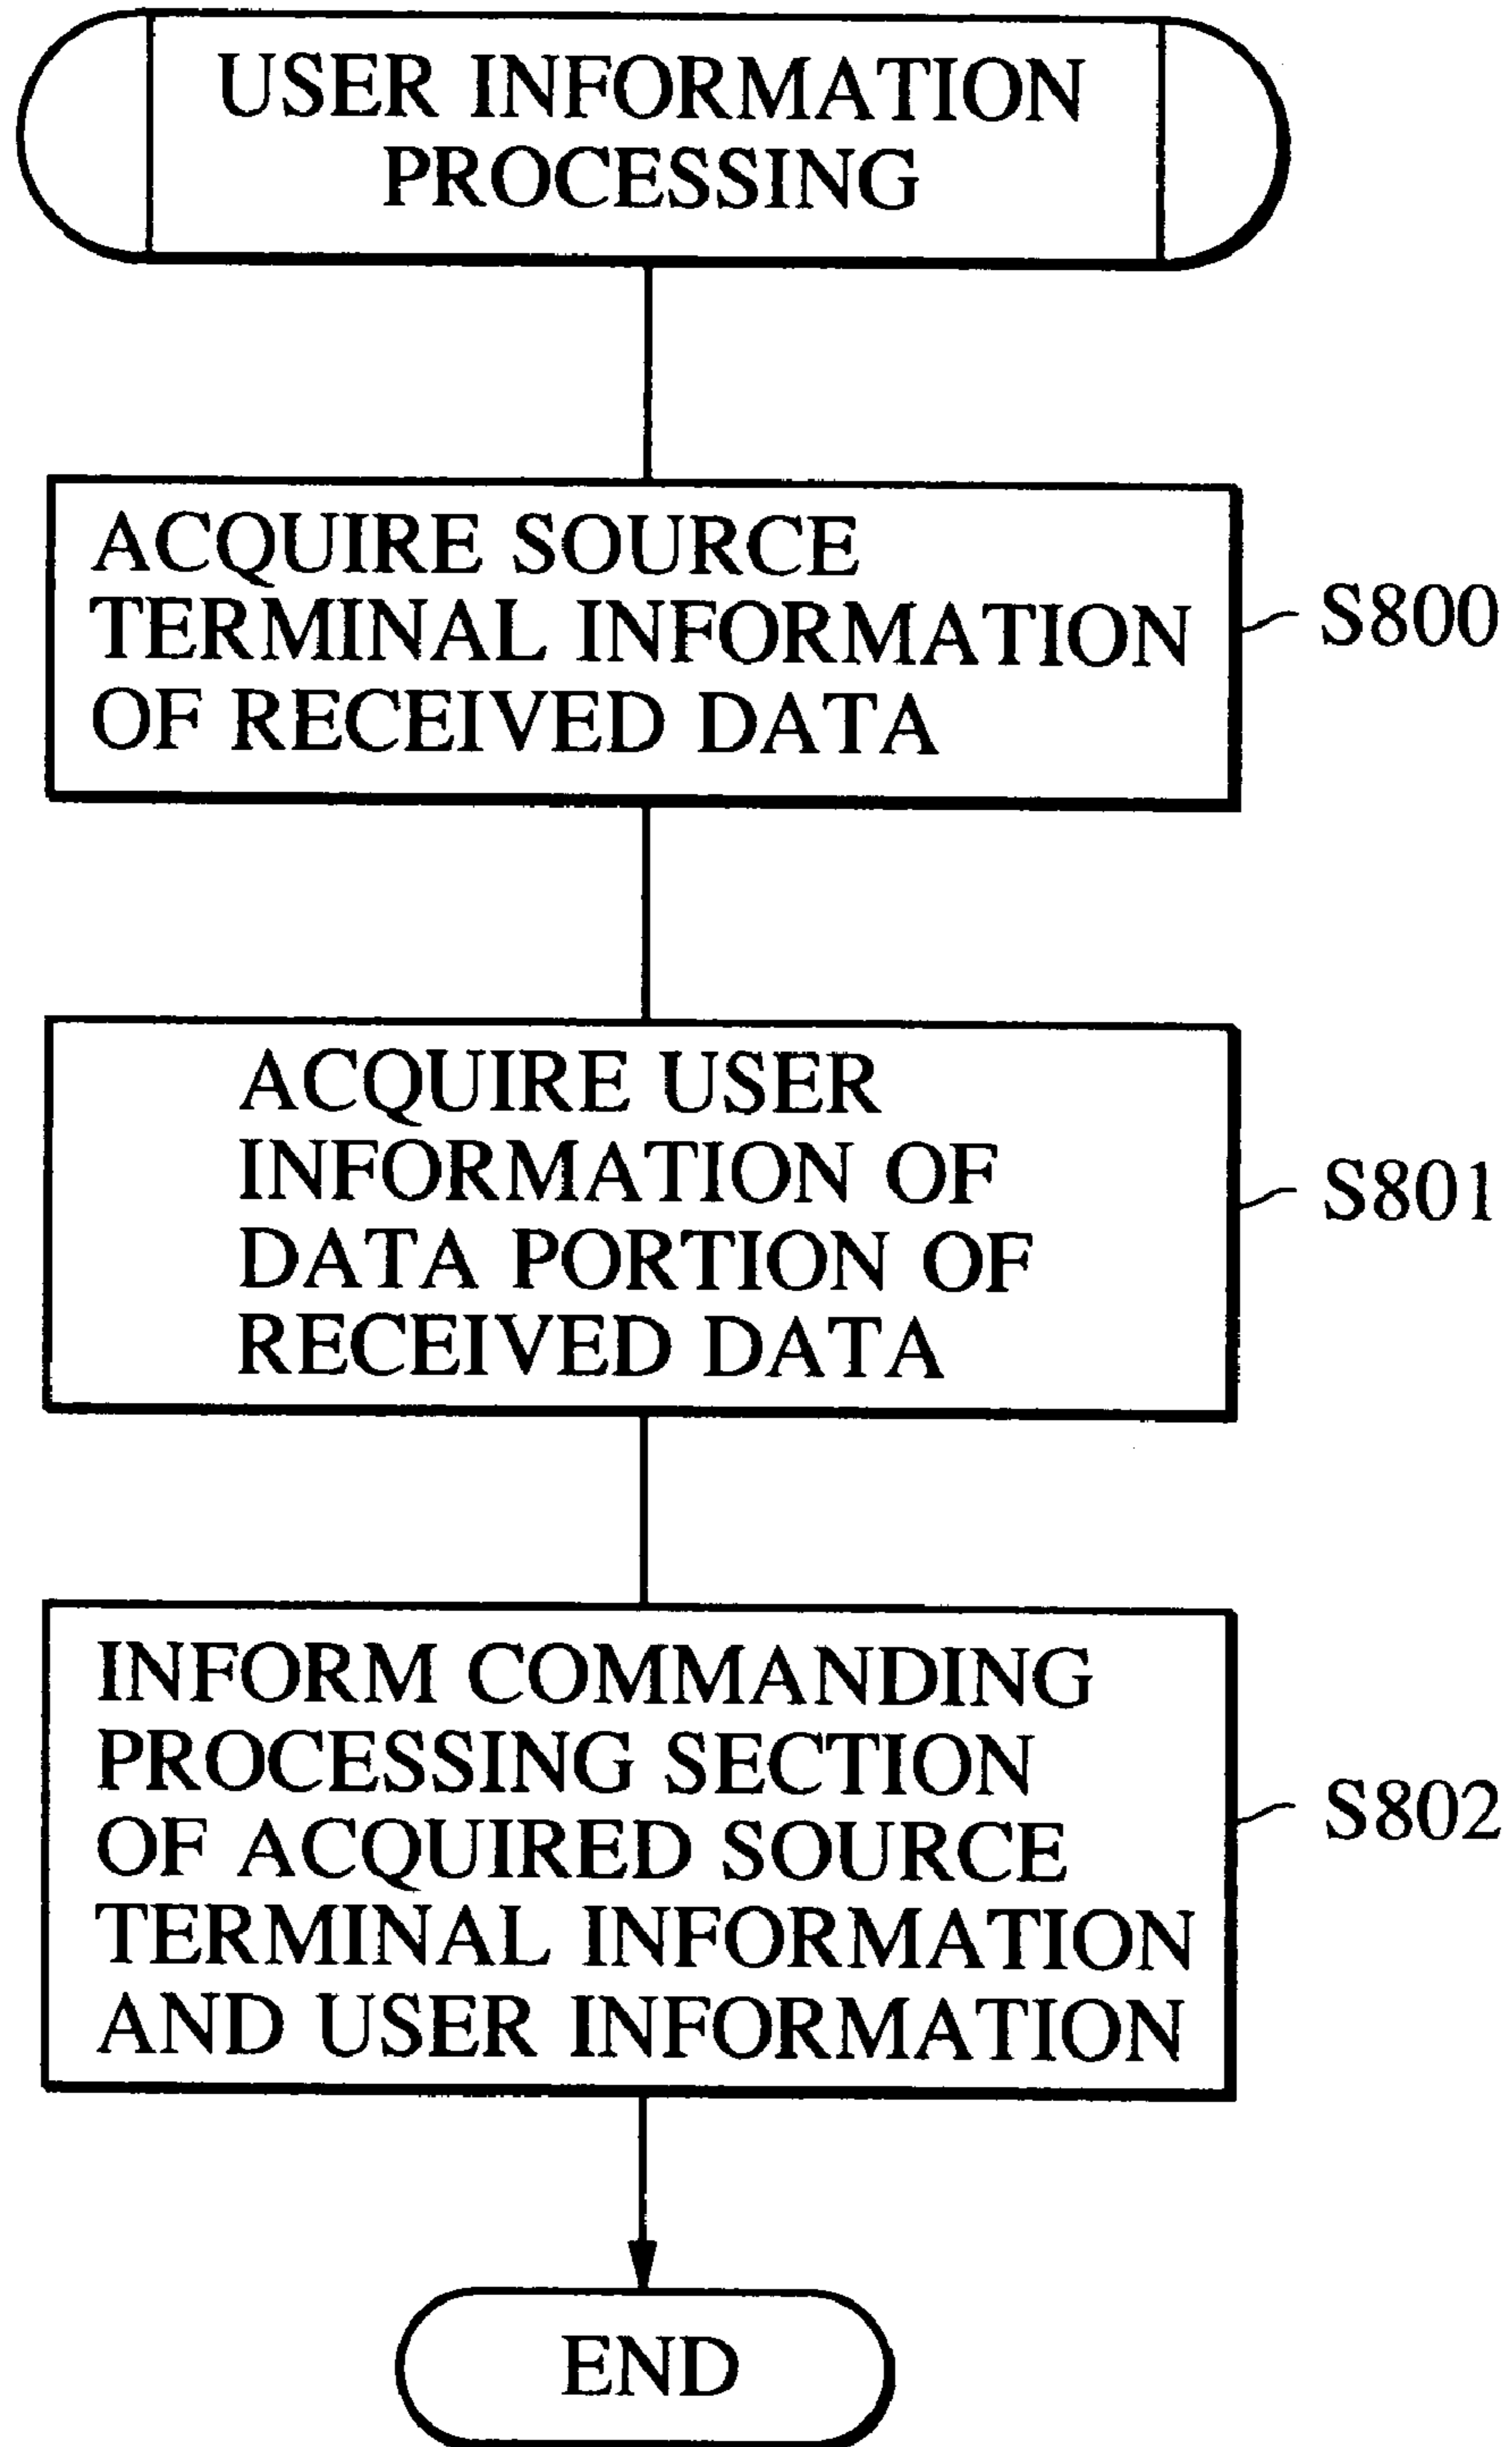 USER INFORMATION
PROCESSING
ACQUIRE SOURCE
TERMINAL INFORMATION
OF RECEIVED DATA
S800
ACQUIRE USER
INFORMATION OF
DATA PORTION OF
RECEIVED DATA
S801
INFORM COMMANDING
PROCESSING SECTION
OF ACQUIRED SOURCE
TERMINAL INFORMATION
AND USER INFORMATION
S802
END